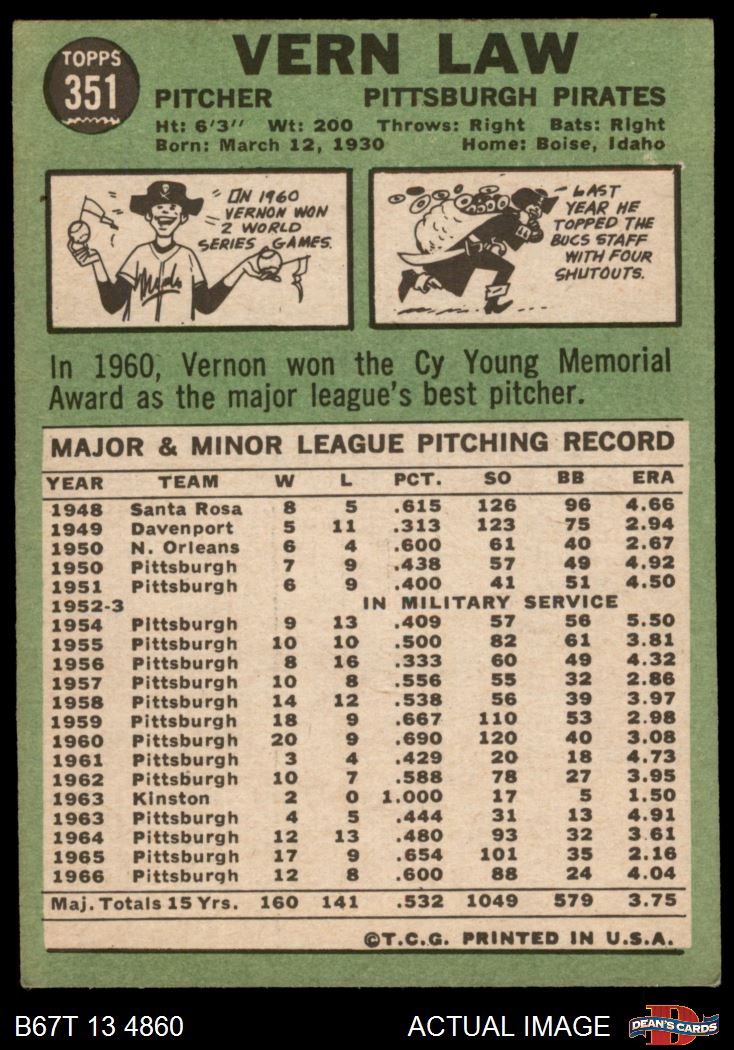 TOPPS
351
VERN LAW
PITCHER PITTSBURGH PIRATES
Ht: 6'3" Wt: 200 Throws: Right Bats: Right
Born: March 12, 1930 Home: Boise, Idaho
"IN 1960
VERNON WON
2 WORLD
SERIES GAMES.
LAST
YEAR HE
TOPPED THE
BUCS STAFF
WITH FOUR
SHUTOUTS.
In 1960, Vernon won the Cy Young Memorial
Award as the major league's best pitcher.
MAJOR & MINOR LEAGUE PITCHING RECORD
YEAR TEAM W L PCT. SO BB ERA
1948 Santa Rosa 8 5 .615 126 96 4.66
1949 Davenport 5 11 .313 123 75 2.94
1950 N. Orleans 6 4 .600 61 40 2.67
1950 Pittsburgh 7 9 .438 57 49 4.92
1951 Pittsburgh 6 9 .400 41 51 4.50
1952-3 IN MILITARY SERVICE
1954 Pittsburgh 9 13 .409 57 56 5.50
1955 Pittsburgh 10 10 .500 82 61 3.81
1956 Pittsburgh 8 16 .333 60 49 4.32
1957 Pittsburgh 10 8 .556 55 32 2.86
1958 Pittsburgh 14 12 .538 56 39 3.97
1959 Pittsburgh 18 9 .667 110 53 2.98
1960 Pittsburgh 20 9 .690 120 40 3.08
1961 Pittsburgh 3 4 .429 20 18 4.73
1962 Pittsburgh 10 7 .588 78 27 3.95
1963 Kinston 2 0 1.000 17 5 1.50
1963 Pittsburgh 4 5 .444 31 13 4.91
1964 Pittsburgh 12 13 .480 93 32 3.61
1965 Pittsburgh 17 9 .654 101 35 2.16
1966 Pittsburgh 12 8 .600 88 24 4.04
Maj. Totals 15 Yrs. 160 141 .532 1049 579 3.75
©T.C.G. PRINTED IN U.S.A.
B67T 13 4860 ACTUAL IMAGE DEAN'S CARDS